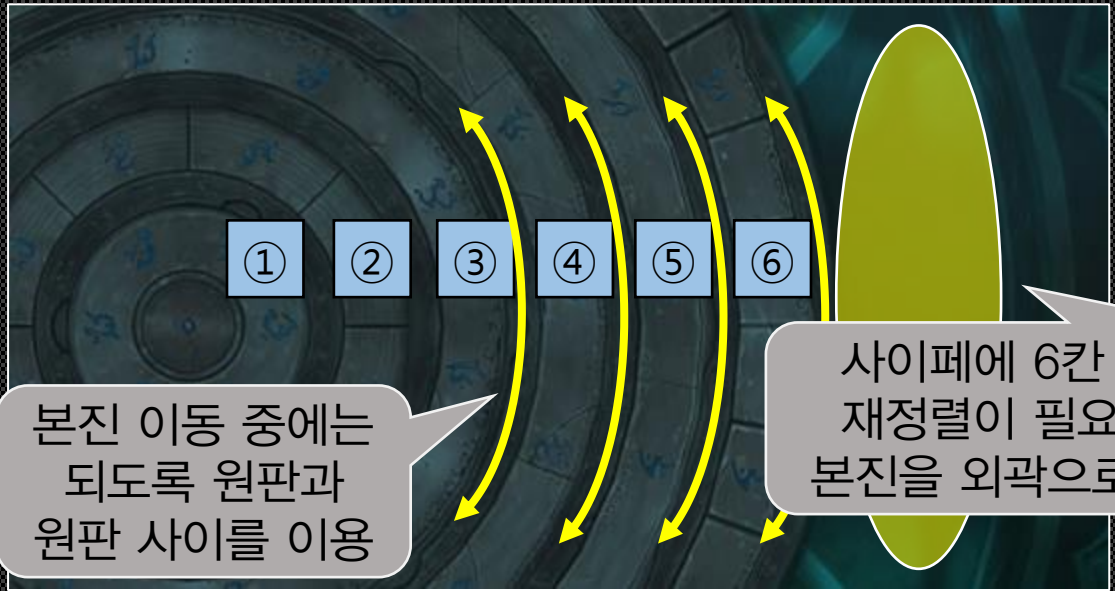 ① ② ③ ④ ⑤ ⑥
본진 이동 중에는
되도록 원판과
원판 사이를 이용
사이페에 6칸
재정렬이 필요
본진을 외곽으로